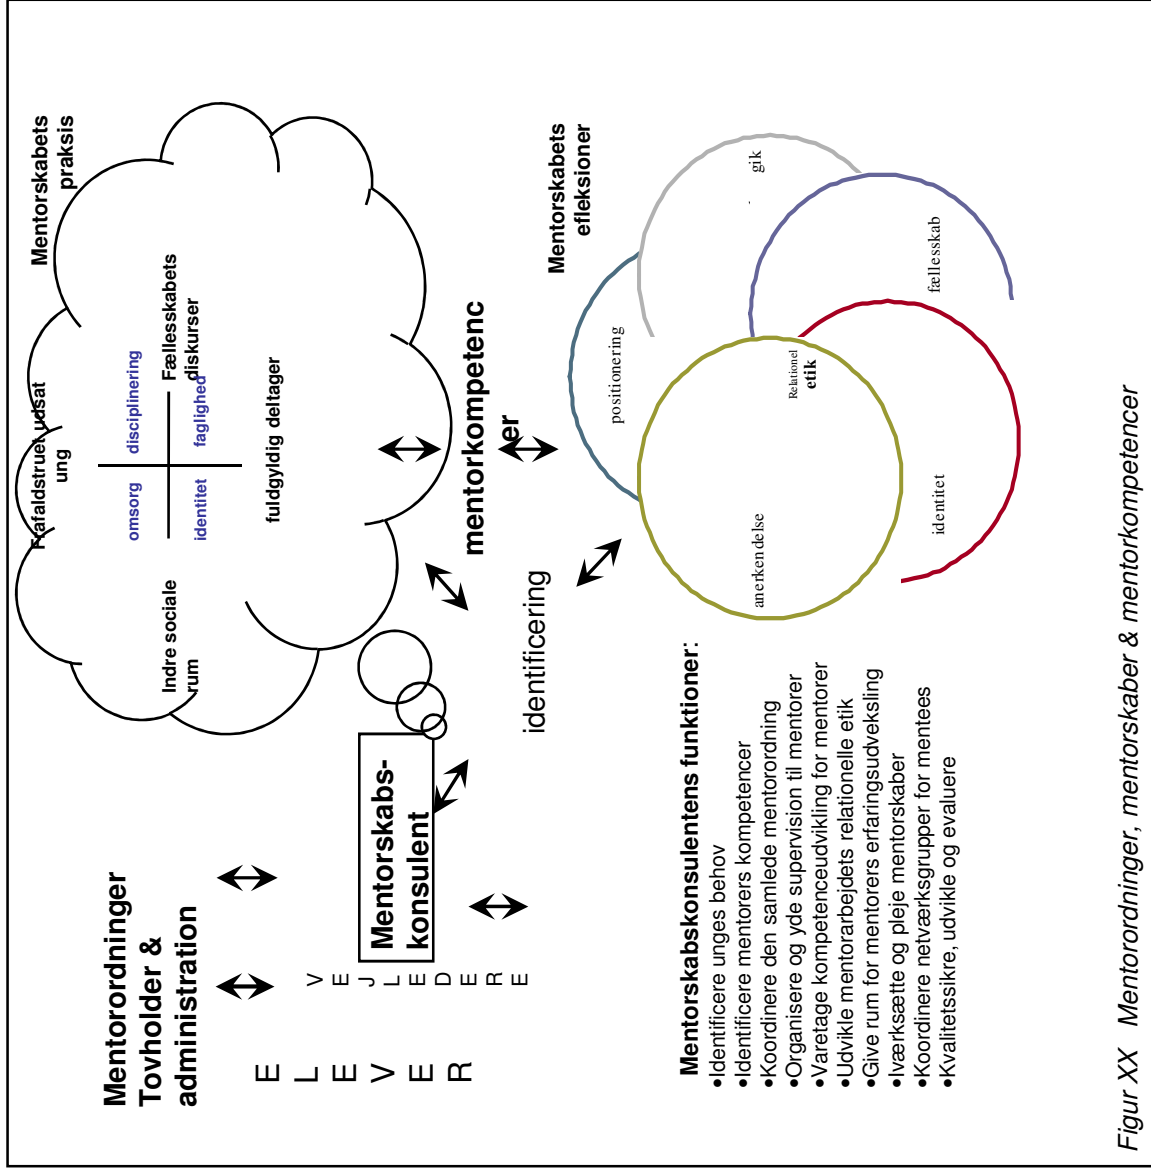 Mentorordninger
Tovholder &
administration
E
L
E
V
E
R
V
E
J
L
E
D
E
R
E
Mentorskabs-
konsulent
Mentorskabets
praksis
Frafaldstruet udsat
ung
omsorg
disciplinering
identitet
faglighed
Fællesskabets
diskurser
Indre sociale
rum
fuldgyldig deltager
mentorkompetenc
er
identificering
Mentorskabets
efleksioner
positionering
gik
fællesskab
Relationel
etik
anerkendelse
identitet
Mentorskabskonsulentens funktioner:
•Identificere unges behov
•Identificere mentorers kompetencer
•Koordinere den samlede mentorordning
•Organisere og yde supervision til mentorer
•Varetage kompetenceudvikling for mentorer
•Udvikle mentorarbejdets relationelle etik
•Give rum for mentorers erfaringsudveksling
•Iværksætte og pleje mentorskaber
•Koordinere netværksgrupper for mentees
•Kvalitetssikre, udvikle og evaluere
Figur XX Mentorordninger, mentorskaber & mentorkompetencer